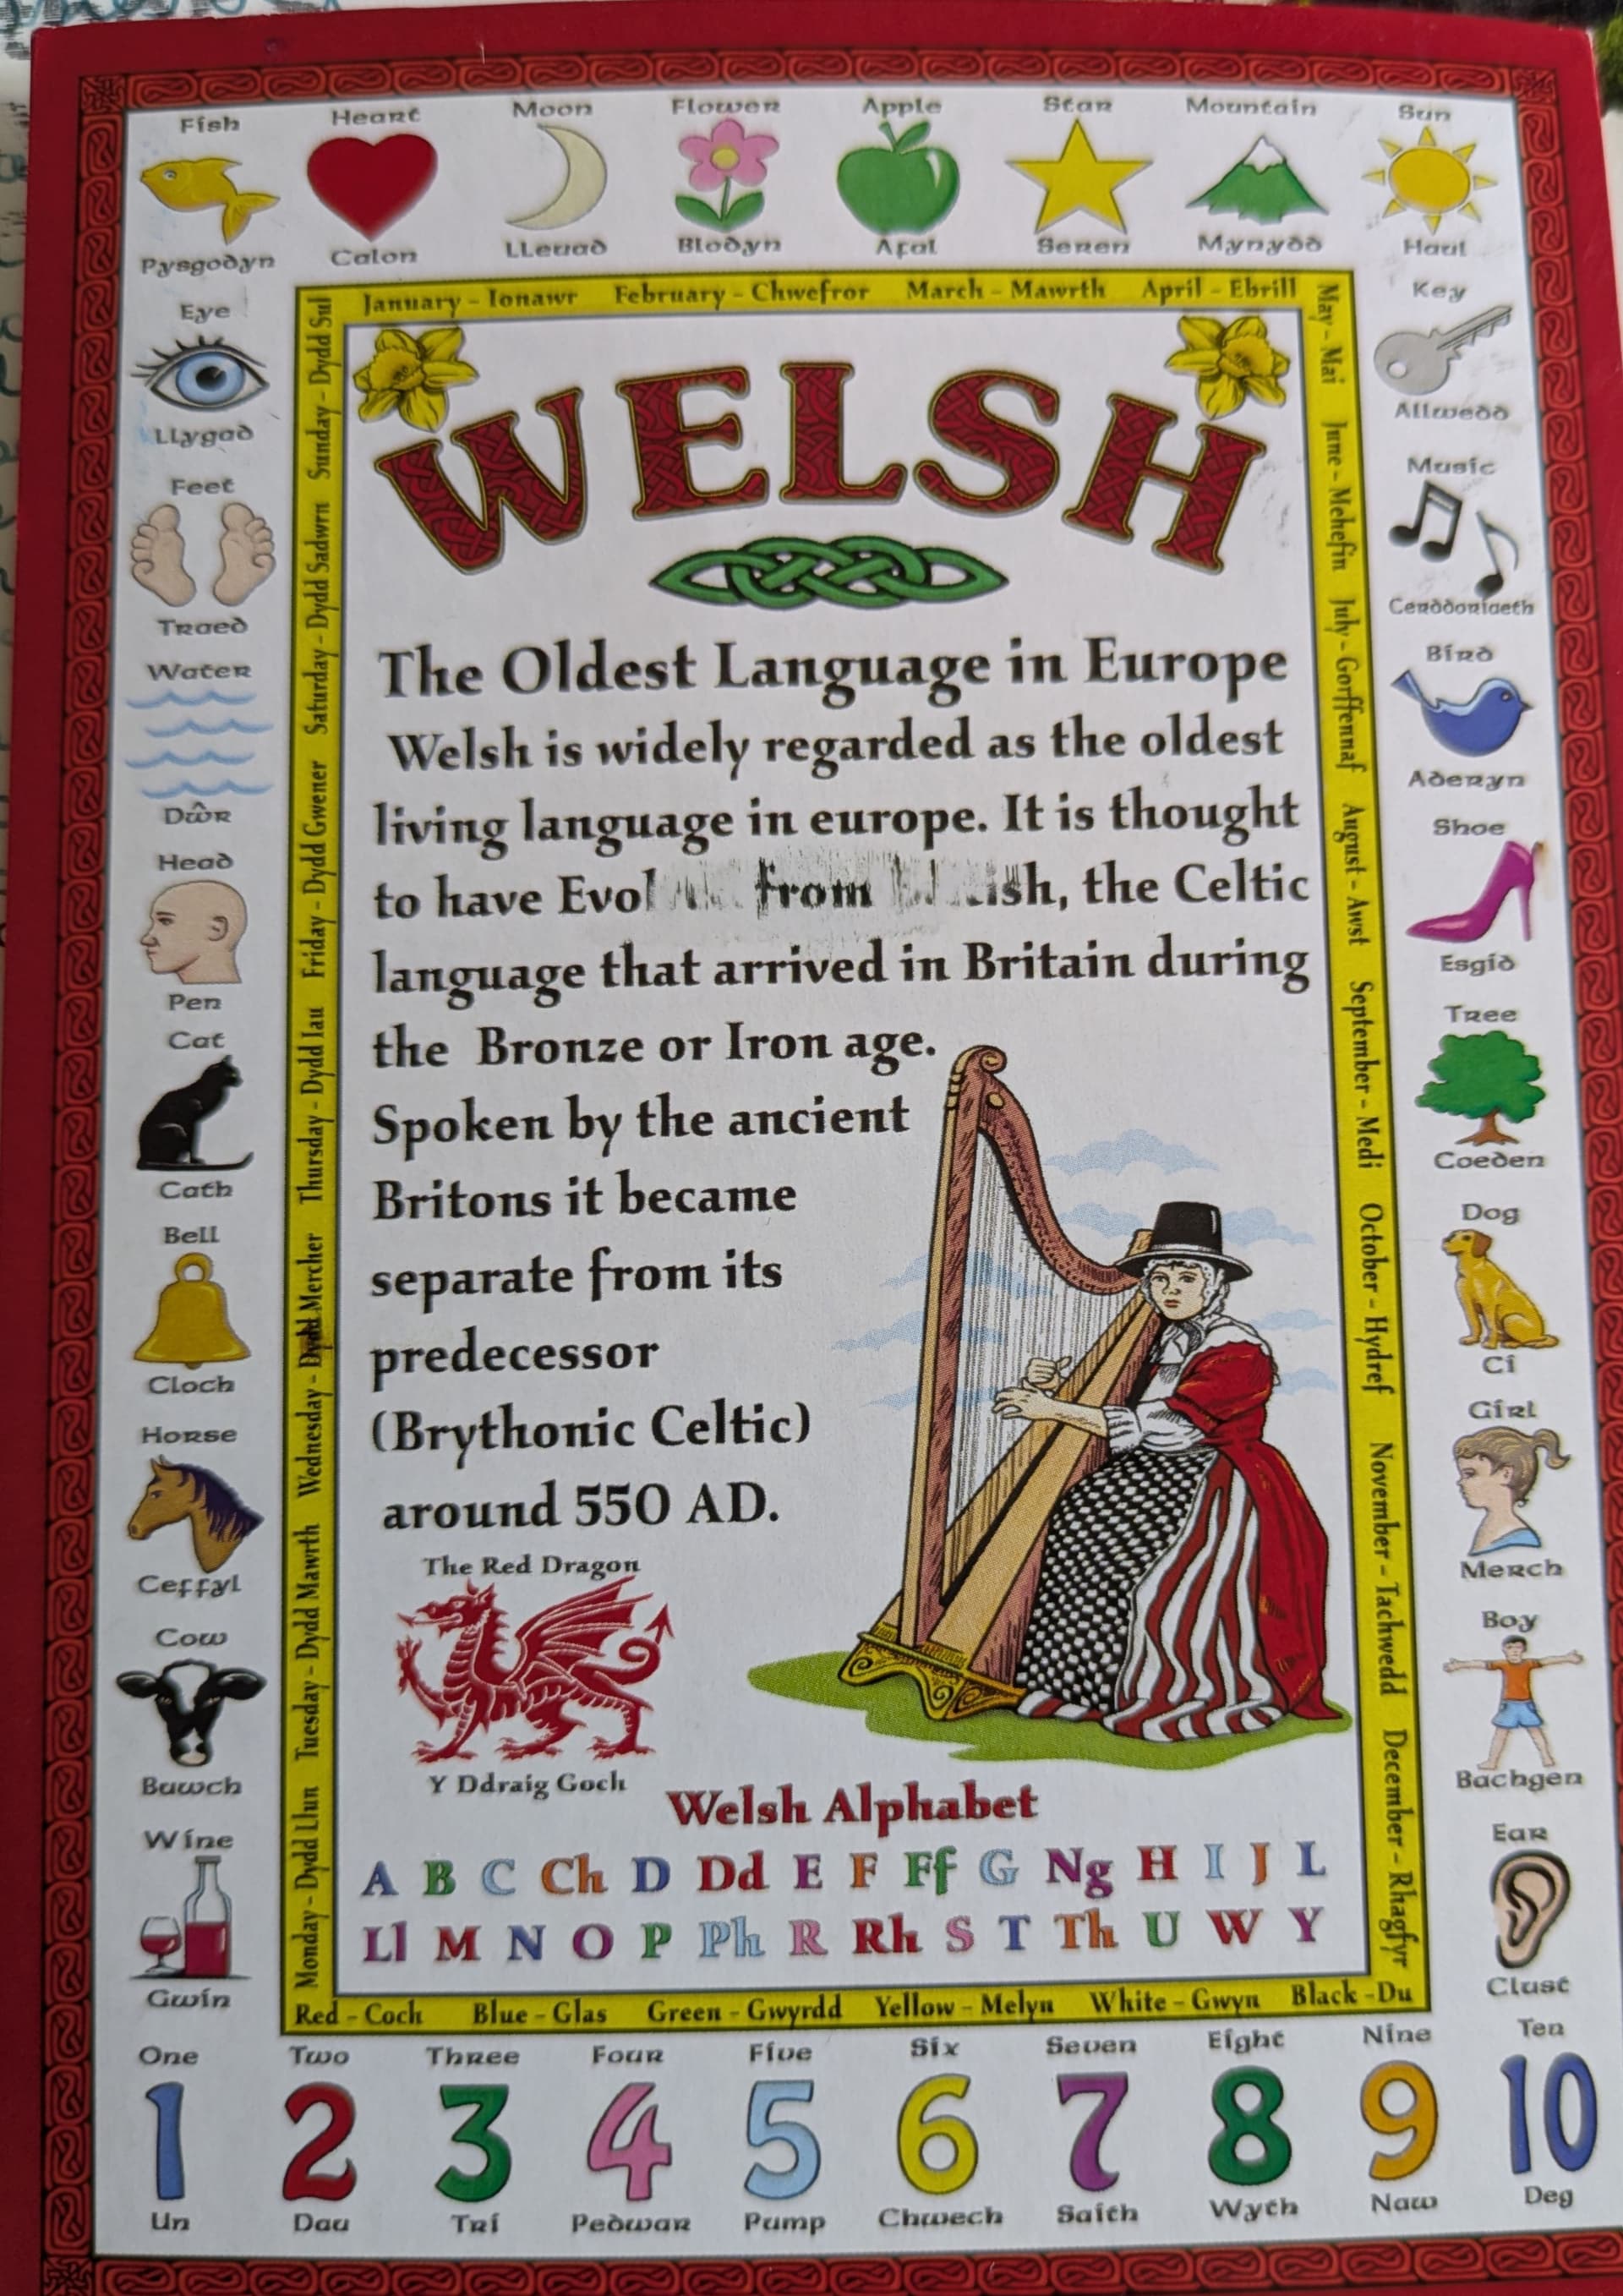 Fish
Heart
Moon
Flower
Apple
Star
Mountain
Sun
Pysgodyn
Calon
Lleuad
Blodyn
Afal
Seren
Mynydd
Haul
January - Ionawr February - Chwefror March - Mawrth April - Ebrill
May - Mai June - Mehefin July - Gorffennaf August - Awst September - Medi October - Hydref November - Tachwedd December - Rhagfyr
Monday - Dydd Llun Tuesday - Dydd Mawrth Wednesday - Dydd Mercher Thursday - Dydd Iau Friday - Dydd Gwener Saturday - Dydd Sadwrn Sunday - Dydd Sul
Eye
Llygad
Feet
Traed
Water
Dŵr
Head
Pen
Cat
Cath
Bell
Cloch
Horse
Ceffyl
Cow
Buwch
Wine
Gwin
WELSH
The Oldest Language in Europe
Welsh is widely regarded as the oldest
living language in europe. It is thought
to have from the Celtic
language that arrived in Britain during
the Bronze or Iron age.
Spoken by the ancient
Britons it became
separate from its
predecessor
(Brythonic Celtic)
around 550 AD.
The Red Dragon
Y Ddraig Goch
Welsh Alphabet
A B C Ch D Dd E F Ff G Ng H I J L
Ll M N O P Ph R Rh S T Th U W Y
Key
Allwedd
Music
Cerddoriaeth
Bird
Aderyn
Shoe
Esgid
Tree
Coeden
Dog
Ci
Girl
Merch
Boy
Bachgen
Ear
Clust
Red - Coch Blue - Glas Green - Gwyrdd Yellow - Melyn White - Gwyn Black - Du
One
Two
Three
Four
Five
Six
Seven
Eight
Nine
Ten
1 2 3 4 5 6 7 8 9 10
Un
Dau
Tri
Pedwar
Pump
Chwech
Saith
Wyth
Naw
Deg